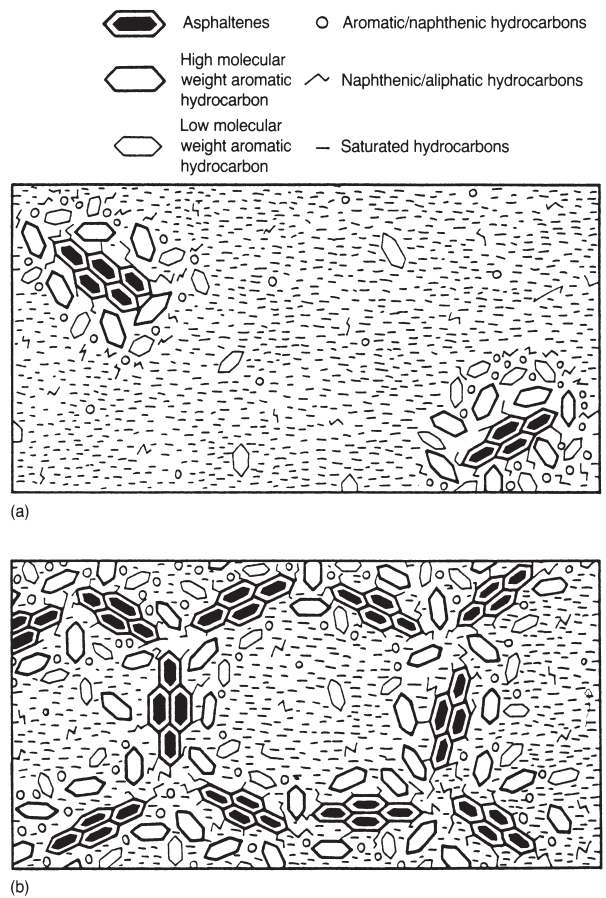 Asphaltenes
Aromatic/naphthenic hydrocarbons
High molecular
weight aromatic
hydrocarbon
Naphthenic/aliphatic hydrocarbons
Low molecular
weight aromatic
hydrocarbon
Saturated hydrocarbons
(a)
(b)